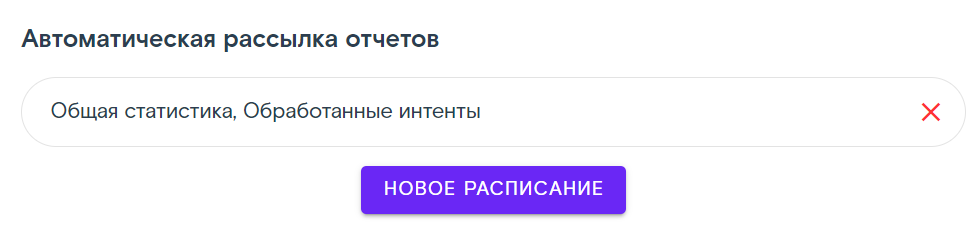 Автоматическая рассылка отчетов
Общая статистика, Обработанные интенты
НОВОЕ РАСПИСАНИЕ